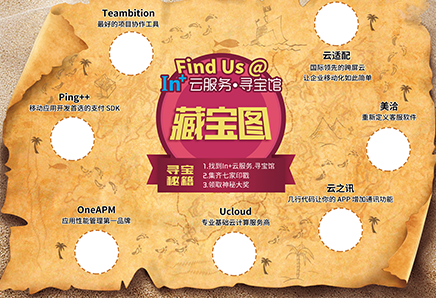 Teambition
最好的项目协作工具
Find Us @
In+云服务·寻宝馆
藏宝图
寻宝
秘籍
1.找到In+云服务,寻宝馆
2.集齐七家印戳
3.领取神秘大奖
云适配
国际领先的跨屏云
让企业移动化如此简单
Ping++
移动应用开发首选的支付 SDK
美洽
重新定义客服软件
云之讯
几行代码让你的 APP 增加通讯功能
OneAPM
应用性能管理第一品牌
Ucloud
专业基础云计算服务商